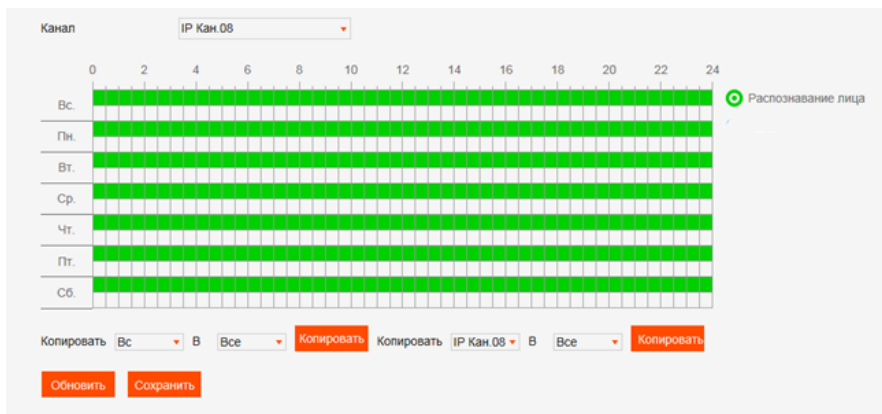 Канал IP Кан.08
0 2 4 6 8 10 12 14 16 18 20 22 24
Вс. Распознавание лица
Пн.
Вт.
Ср.
Чт.
Пт.
Сб.
Копировать Вс В Все Копировать Копировать IP Кан.08 В Все Копировать
Обновить Сохранить